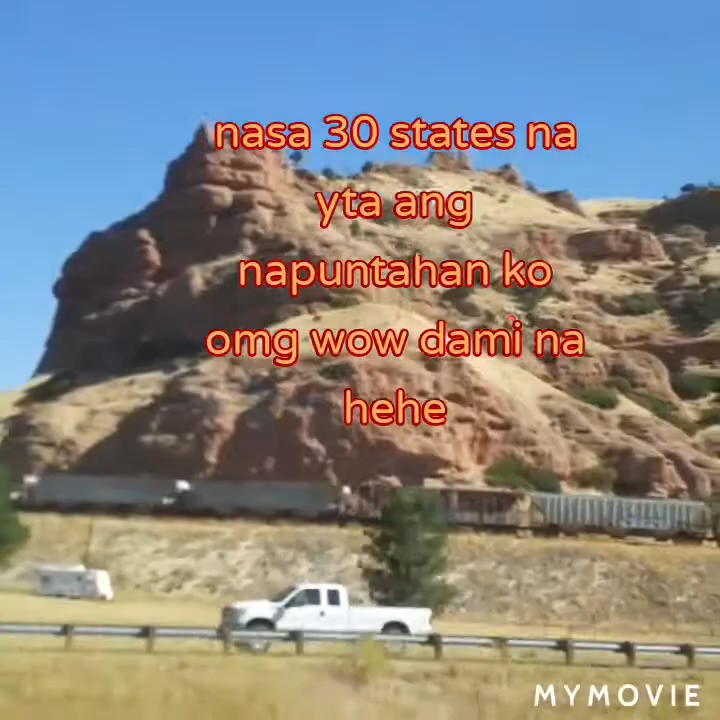 nasa 30 states na
yta ang
napuntahan ko
omg wow dami na
hehe
MYMOVIE